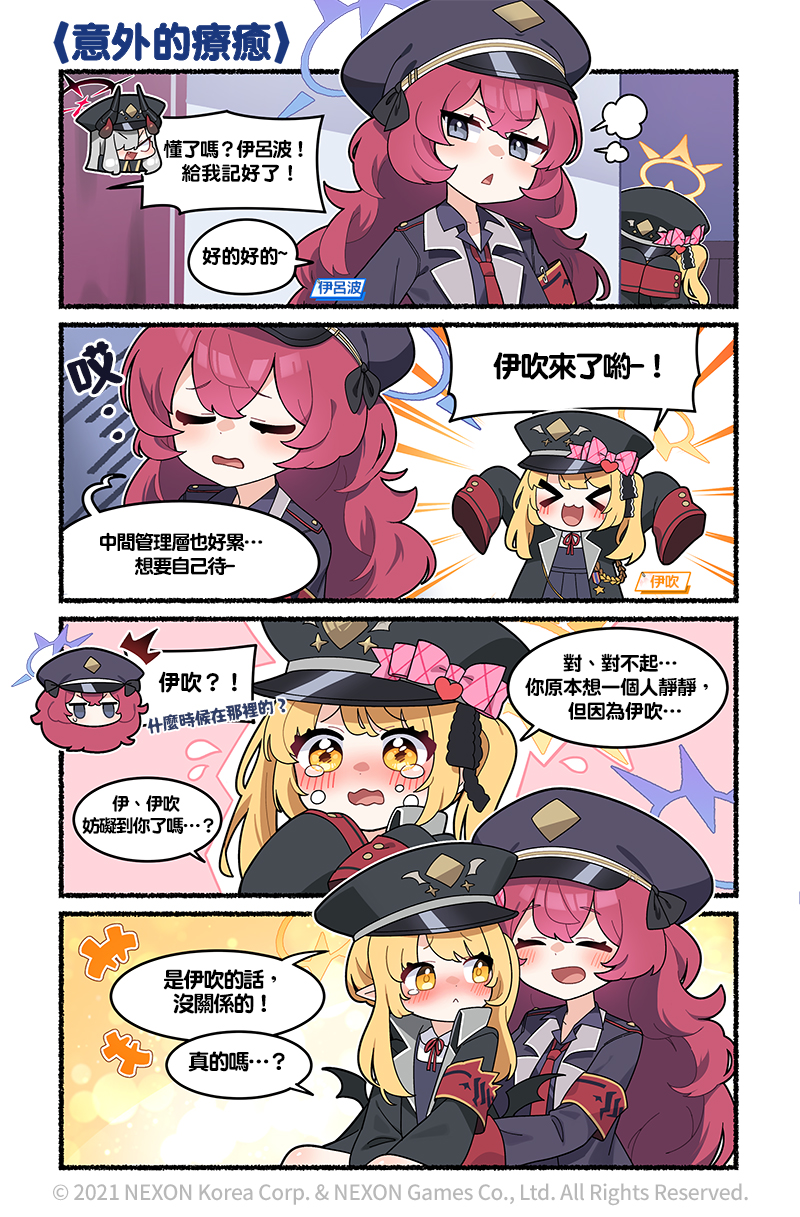 《意外的療癒》
懂了嗎?伊呂波!
給我記好了!
好的好的~
伊呂波
哎…
中間管理層也好累…
想要自己待-
伊吹來了喲-!
伊吹
伊吹?!
什麼時候在那裡的?
對、對不起…
你原本想一個人靜靜,
但因為伊吹…
伊、伊吹
妨礙到你了嗎…?
是伊吹的話,
沒關係的!
真的嗎…?
© 2021 NEXON Korea Corp. & NEXON Games Co., Ltd. All Rights Reserved.